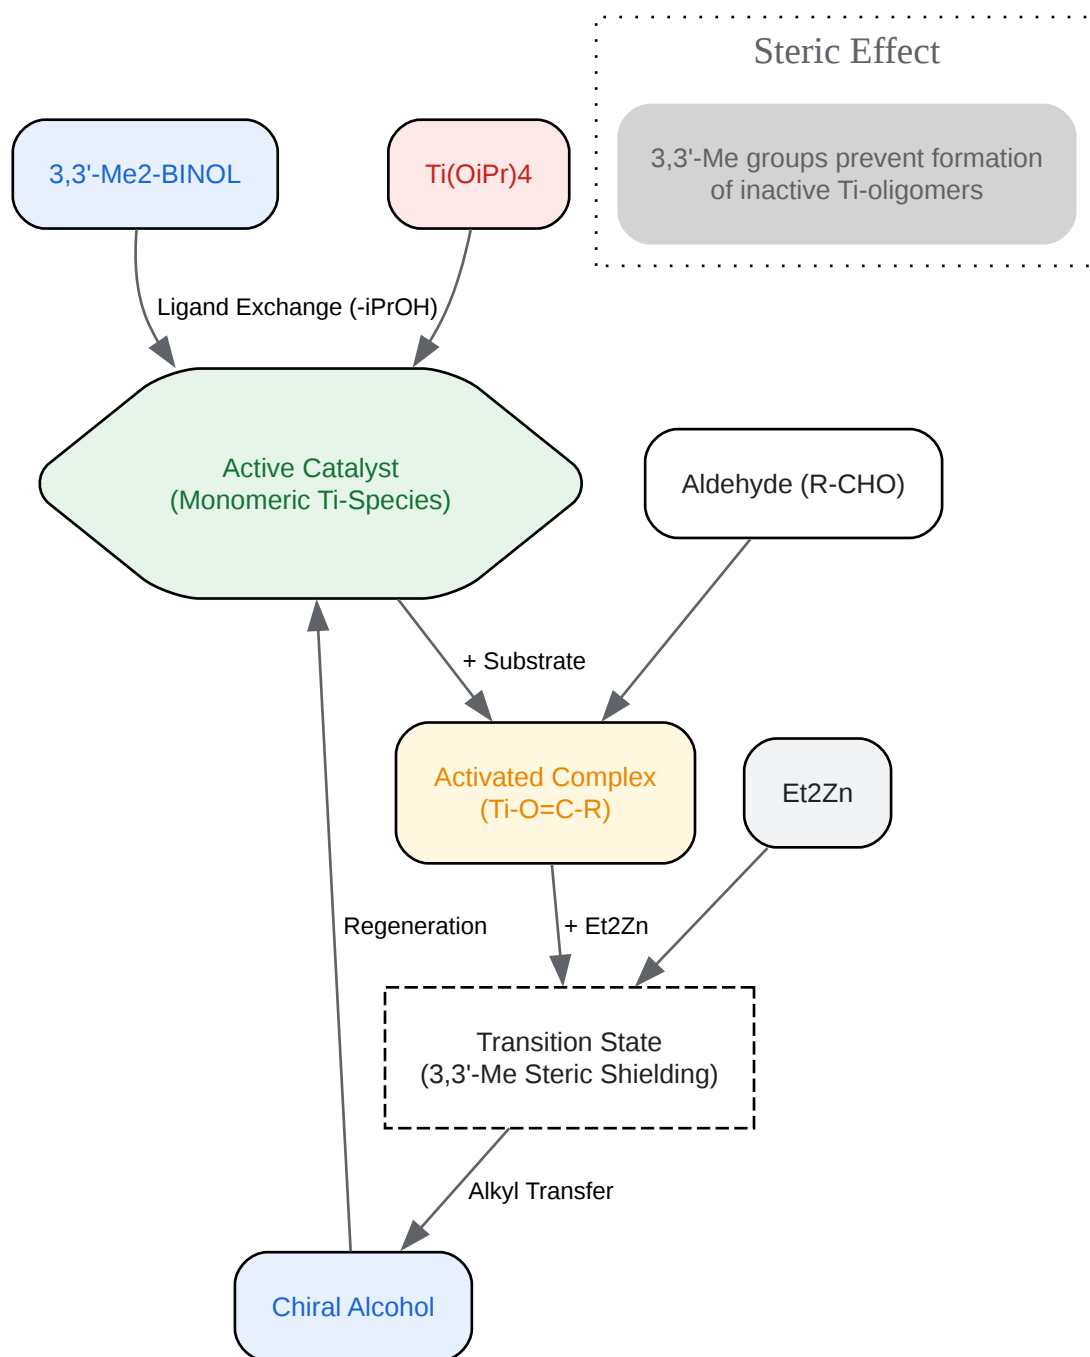 Steric Effect
3,3'-Me groups prevent formation
of inactive Ti-oligomers
3,3'-Me2-BINOL
Ti(OiPr)4
Ligand Exchange (-iPrOH)
Active Catalyst
(Monomeric Ti-Species)
Aldehyde (R-CHO)
+ Substrate
Activated Complex
(Ti-O=C-R)
Et2Zn
Regeneration
+ Et2Zn
Transition State
(3,3'-Me Steric Shielding)
Alkyl Transfer
Chiral Alcohol